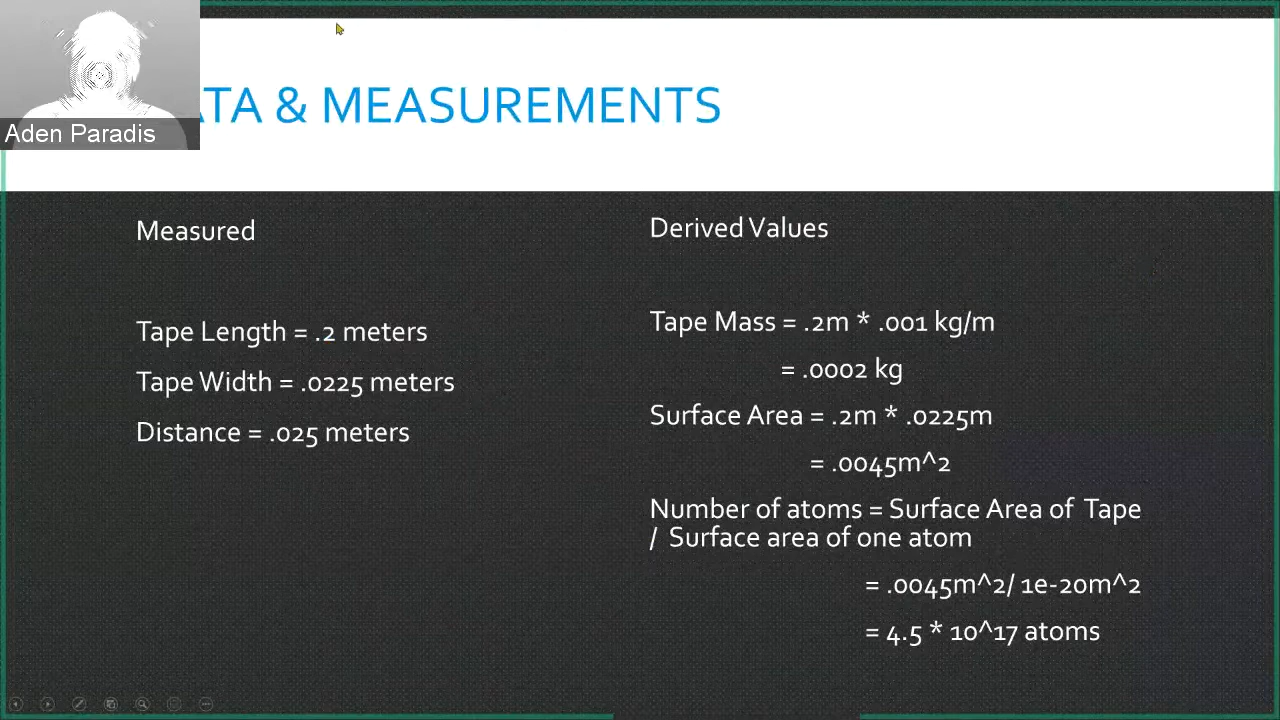 Aden Paradis
ATA & MEASUREMENTS
Measured
Tape Length = .2 meters
Tape Width = .0225 meters
Distance = .025 meters
Derived Values
Tape Mass = .2m * .001 kg/m
= .0002 kg
Surface Area = .2m * .0225m
= .0045m^2
Number of atoms = Surface Area of Tape
/ Surface area of one atom
= .0045m^2/ 1e-20m^2
= 4.5 * 10^17 atoms